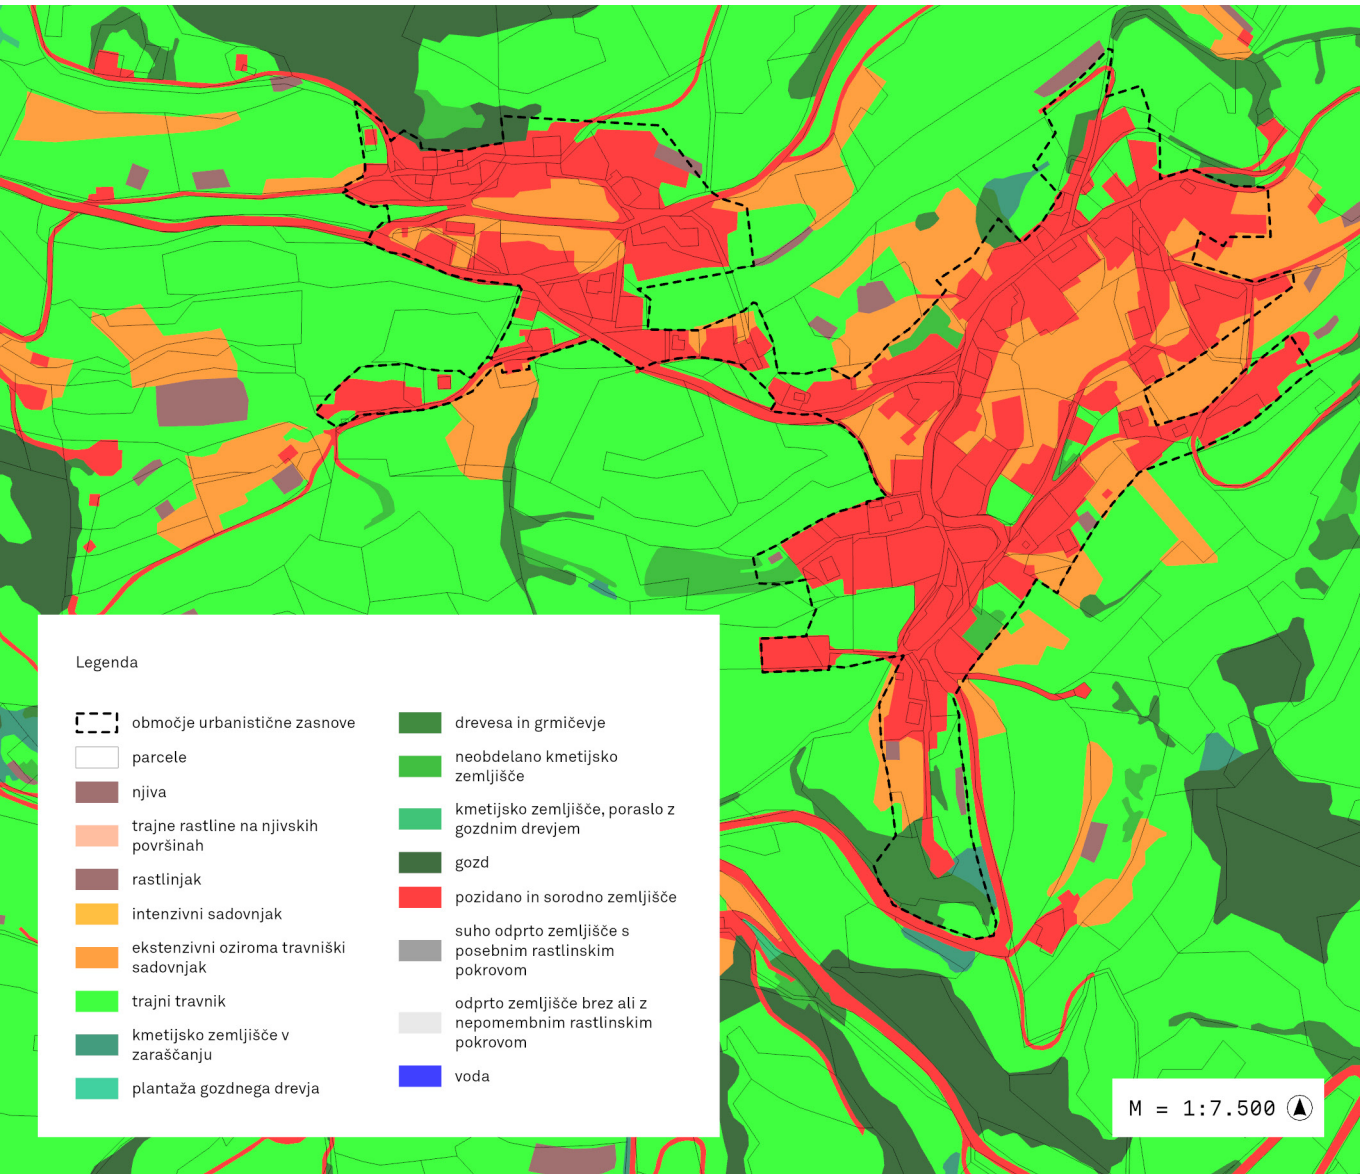 Legenda
območje urbanistične zasnove
parcele
njiva
trajne rastline na njivskih
površinah
rastlinjak
intenzivni sadovnjak
ekstenzivni oziroma travniški
sadovnjak
trajni travnik
kmetijsko zemljišče v
zaraščanju
plantaža gozdnega drevja
drevesa in grmičevje
neobdelano kmetijsko
zemljišče
kmetijsko zemljišče, poraslo z
gozdnim drevjem
gozd
pozidano in sorodno zemljišče
suho odprto zemljišče s
posebnim rastlinskim
pokrovom
odprto zemljišče brez ali z
nepomembnim rastlinskim
pokrovom
voda
M = 1:7.500